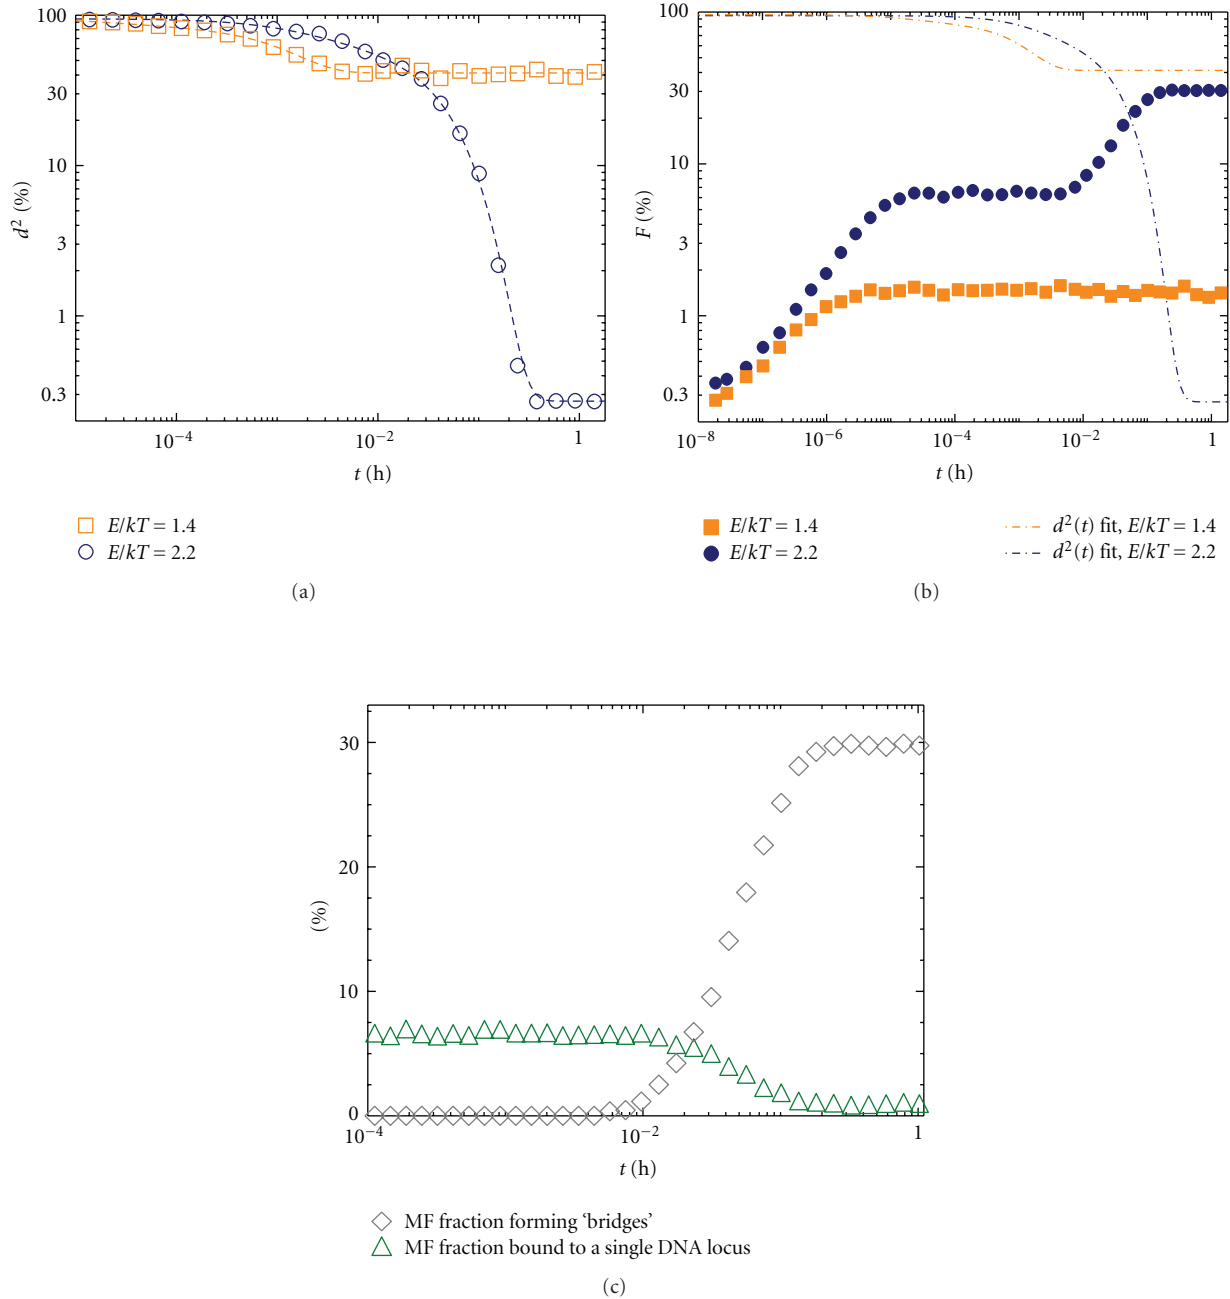 100
30
10
3
1
0.3
d² (%)
10⁻⁴
10⁻²
1
t (h)
E/kT = 1.4
E/kT = 2.2
(a)
100
30
10
3
1
0.3
F (%)
10⁻⁸
10⁻⁶
10⁻⁴
10⁻²
1
t (h)
E/kT = 1.4
E/kT = 2.2
d²(t) fit, E/kT = 1.4
d²(t) fit, E/kT = 2.2
(b)
30
20
10
0
(%)
10⁻⁴
10⁻²
1
t (h)
MF fraction forming ‘bridges’
MF fraction bound to a single DNA locus
(c)